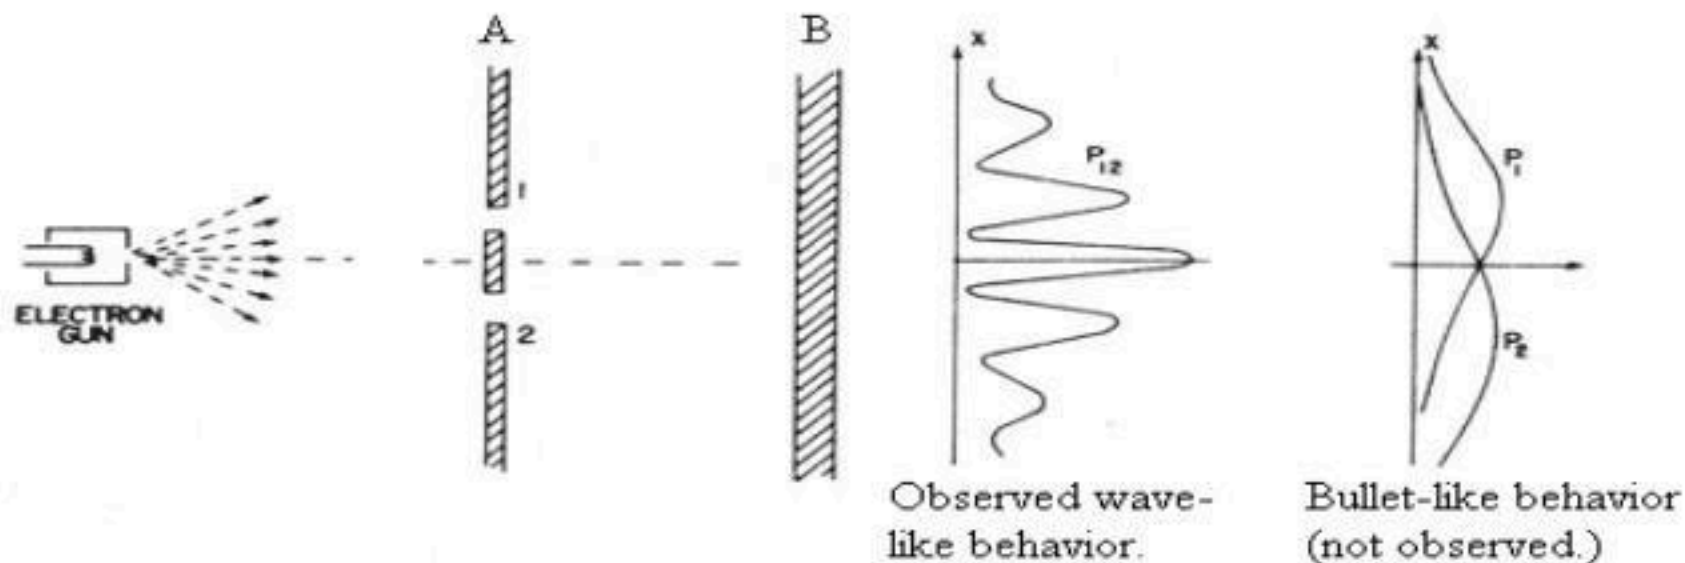 A
B
x
x
P12
P1
1
ELECTRON
GUN
2
P2
Observed wave-
like behavior.
Bullet-like behavior
(not observed.)